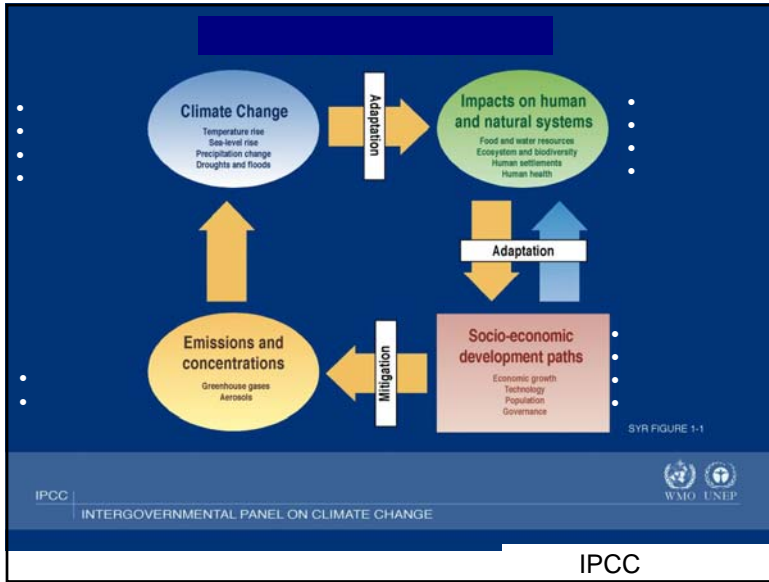 Climate Change
Temperature rise
Sea-level rise
Precipitation change
Droughts and floods
Adaptation
Impacts on human
and natural systems
Food and water resources
Ecosystem and biodiversity
Human settlements
Human health
Adaptation
Emissions and
concentrations
Greenhouse gases
Aerosols
Mitigation
Socio-economic
development paths
Economic growth
Technology
Population
Governance
SYR FIGURE 1-1
IPCC
INTERGOVERNMENTAL PANEL ON CLIMATE CHANGE
WMO UNEP
IPCC